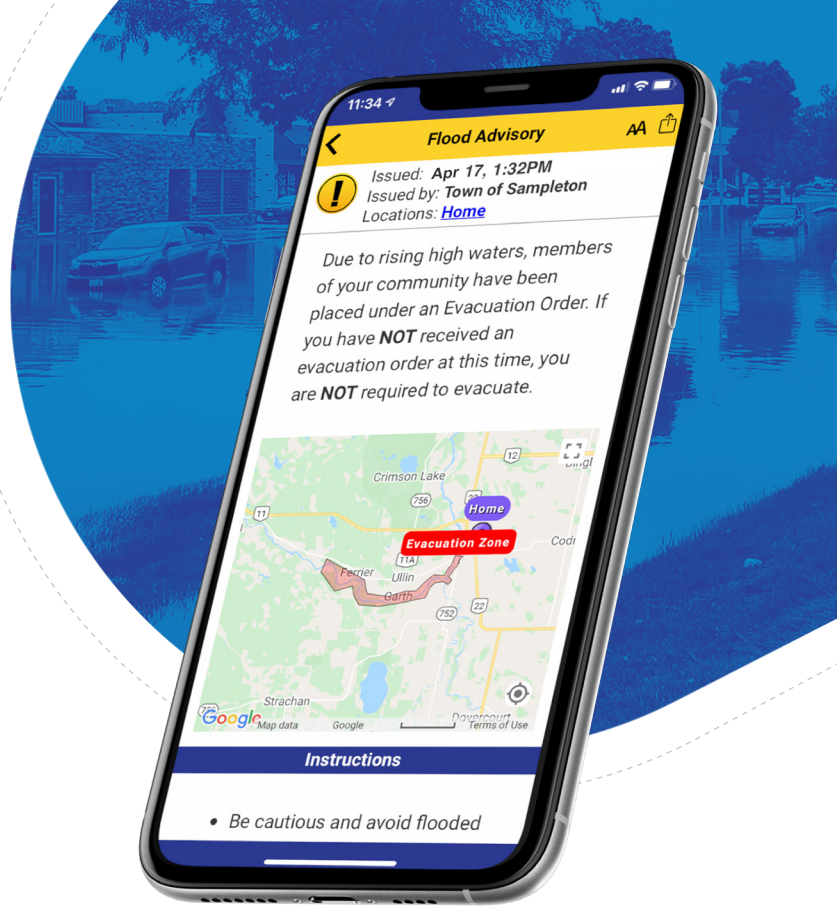 11:34
Flood Advisory
AA
Issued: Apr 17, 1:32PM
Issued by: Town of Sampleton
Locations: Home
Due to rising high waters, members
of your community have been
placed under an Evacuation Order. If
you have NOT received an
evacuation order at this time, you
are NOT required to evacuate.
12
Crimson Lake
756
Home
11
Evacuation Zone
11A
Ferrier
Ullin
Garth
752
22
Strachan
Dovercourt
Google
Map data
Google
Terms of Use
Instructions
• Be cautious and avoid flooded